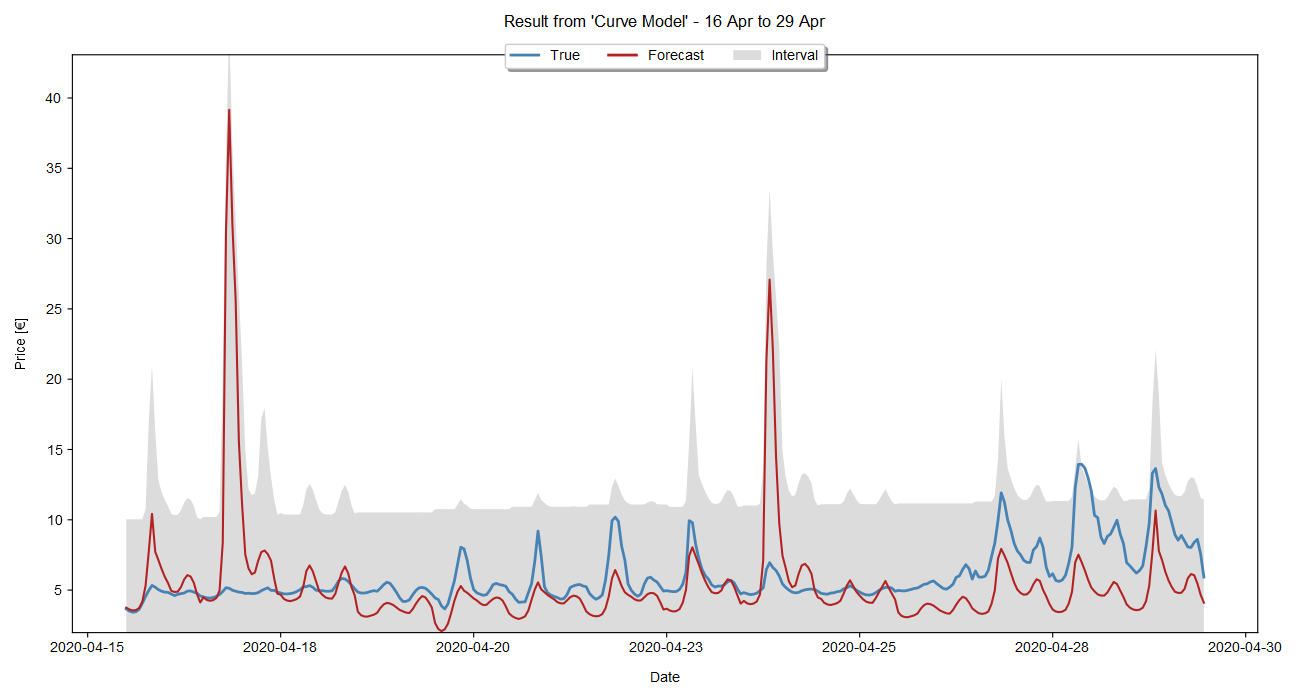 Result from 'Curve Model' - 16 Apr to 29 Apr
True Forecast Interval
40
35
30
25
20
15
10
5
Price [€]
2020-04-15 2020-04-18 2020-04-20 2020-04-23 2020-04-25 2020-04-28 2020-04-30
Date